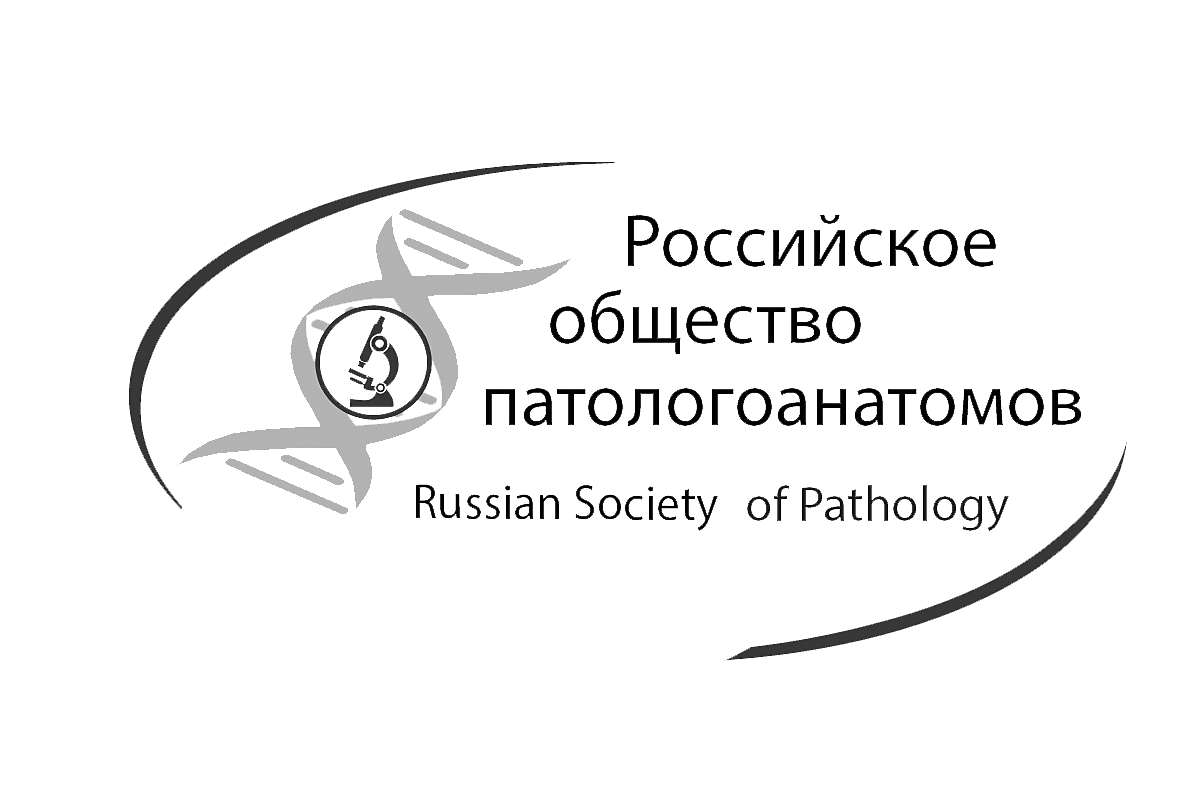 Российское
общество
патологоанатомов
Russian Society of Pathology